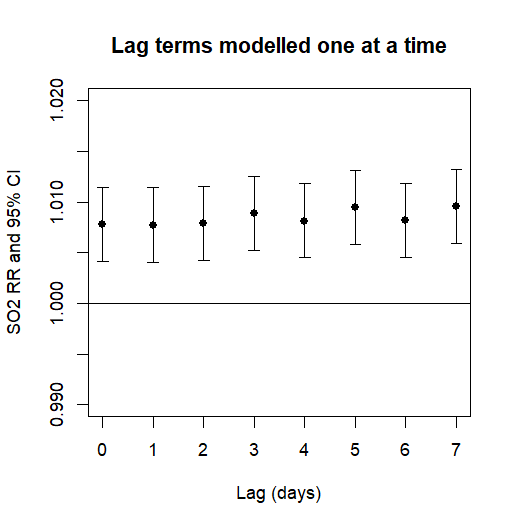 Lag terms modelled one at a time
SO2 RR and 95% CI
1.020
1.010
1.000
0.990
0 1 2 3 4 5 6 7
Lag (days)